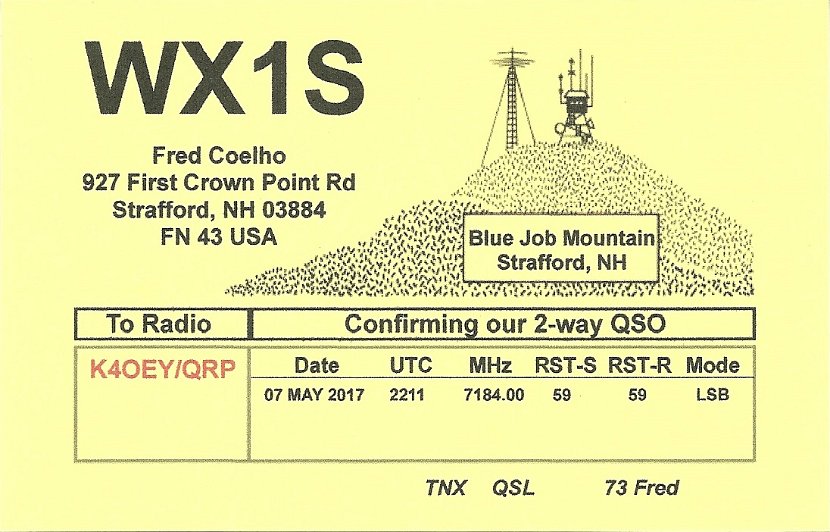 WX1S
Fred Coelho
927 First Crown Point Rd
Strafford, NH 03884
FN 43 USA
Blue Job Mountain
Strafford, NH
To Radio
Confirming our 2-way QSO
K4OEY/QRP
Date UTC MHz RST-S RST-R Mode
07 MAY 2017 2211 7184.00 59 59 LSB
TNX QSL 73 Fred